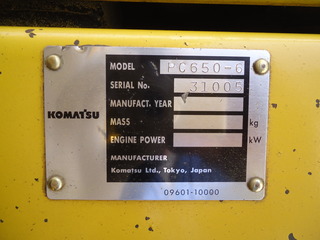 MODEL PC650-6
SERIAL No. 31005
MANUFACT. YEAR
KOMATSU
MASS kg
ENGINE POWER kW
MANUFACTURER
Komatsu Ltd., Tokyo, Japan
09601-10000